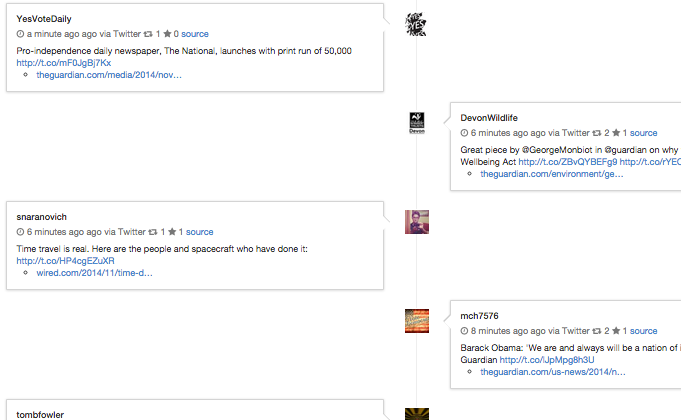 YesVoteDaily
a minute ago ago via Twitter 1 0 source
Pro-independence daily newspaper, The National, launches with print run of 50,000
http://t.co/mF0JgBj7Kx
theguardian.com/media/2014/nov…
DevonWildlife
6 minutes ago ago via Twitter 2 1 source
Great piece by @GeorgeMonbiot in @guardian on why
Wellbeing Act http://t.co/ZBvQYBEFg9 http://t.co/rYEC
theguardian.com/environment/ge…
Devon
snaranovich
6 minutes ago ago via Twitter 1 1 source
Time travel is real. Here are the people and spacecraft who have done it:
http://t.co/HP4cgEZuXR
wired.com/2014/11/time-d…
mch7576
8 minutes ago ago via Twitter 2 1 source
Barack Obama: 'We are and always will be a nation of i
Guardian http://t.co/lJpMpg8h3U
theguardian.com/us-news/2014/n…
tombfowler